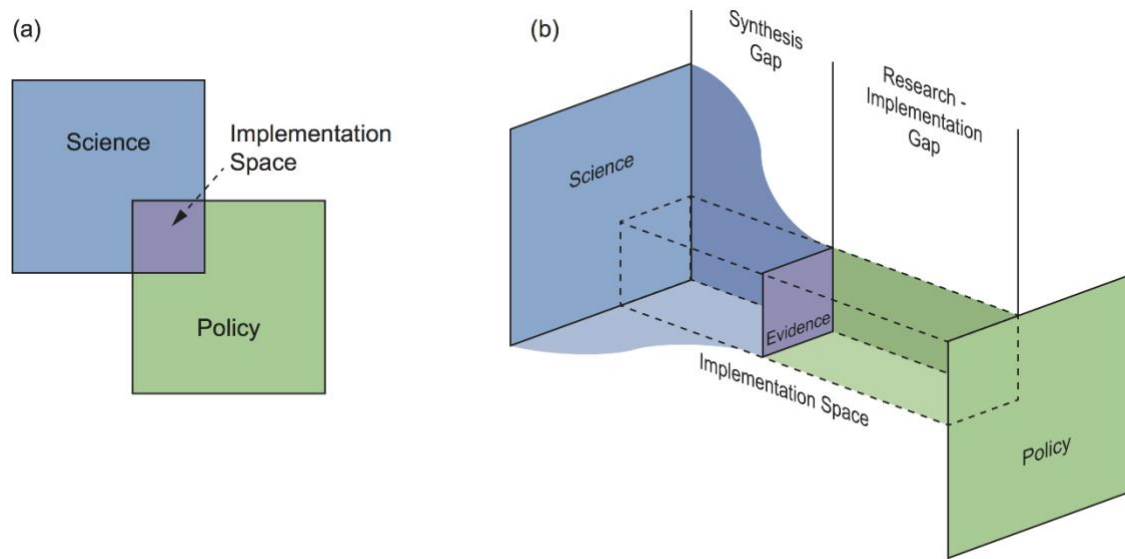 (a)
Science
Implementation
Space
Policy
(b)
Synthesis
Gap
Research -
Implementation
Gap
Science
Evidence
Implementation Space
Policy